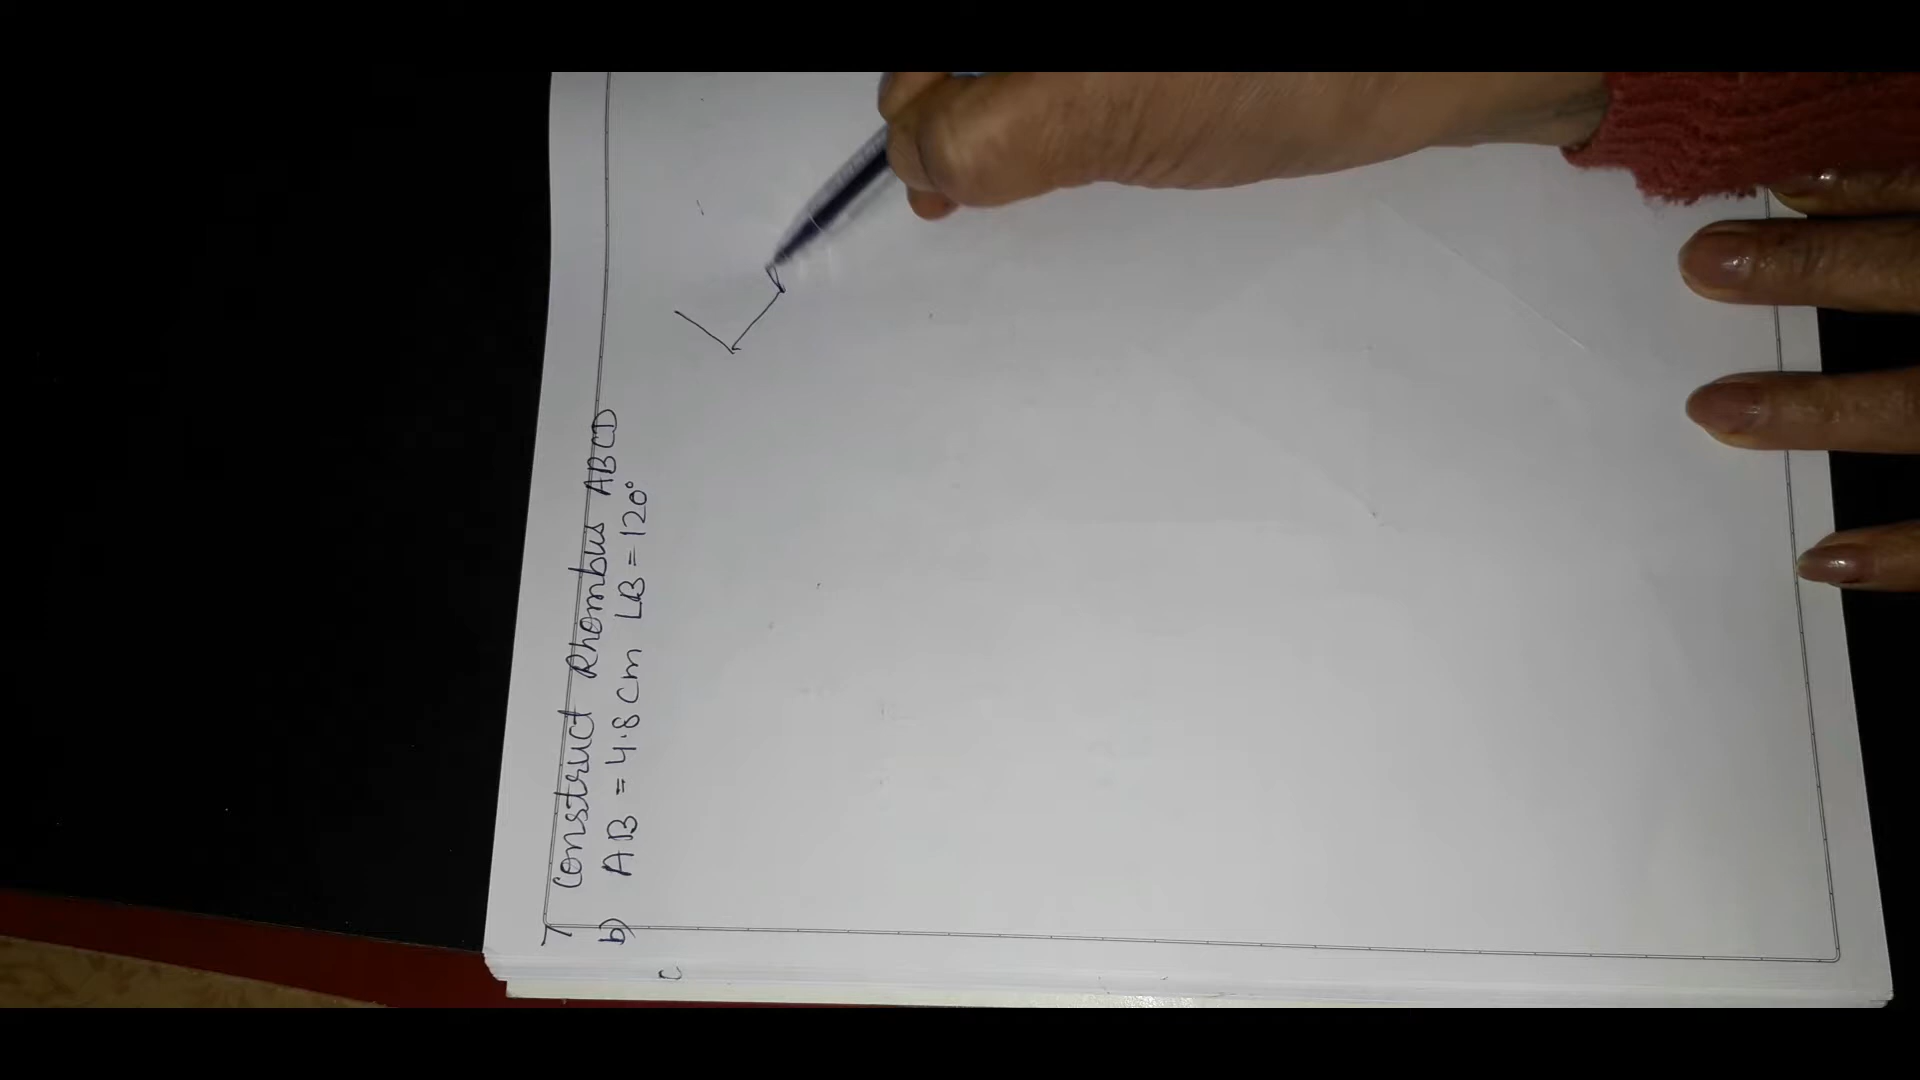 7 Construct Rhombus ABCD
b) AB = 4.8 cm ∠B = 120°
C